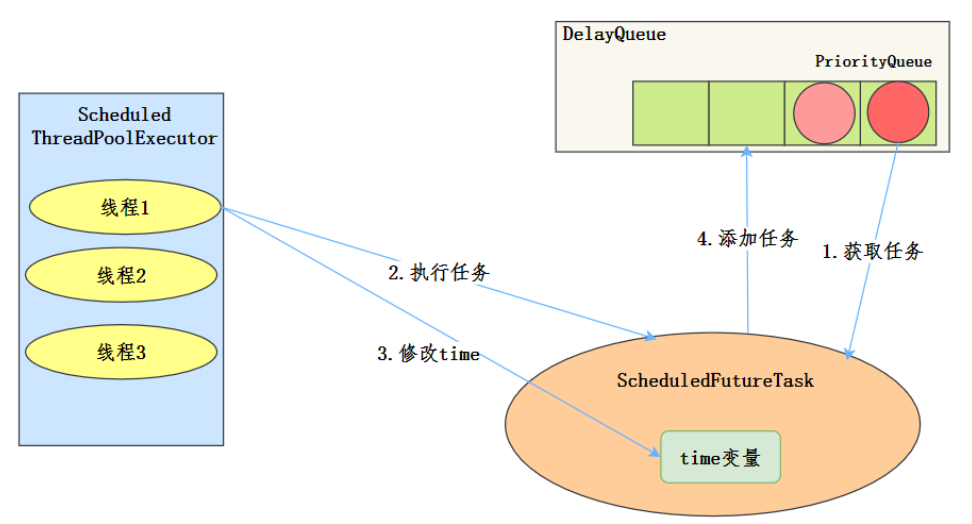 DelayQueue
PriorityQueue
Scheduled
ThreadPoolExecutor
线程1
线程2
线程3
4.添加任务
1.获取任务
2.执行任务
3.修改time
ScheduledFutureTask
time变量